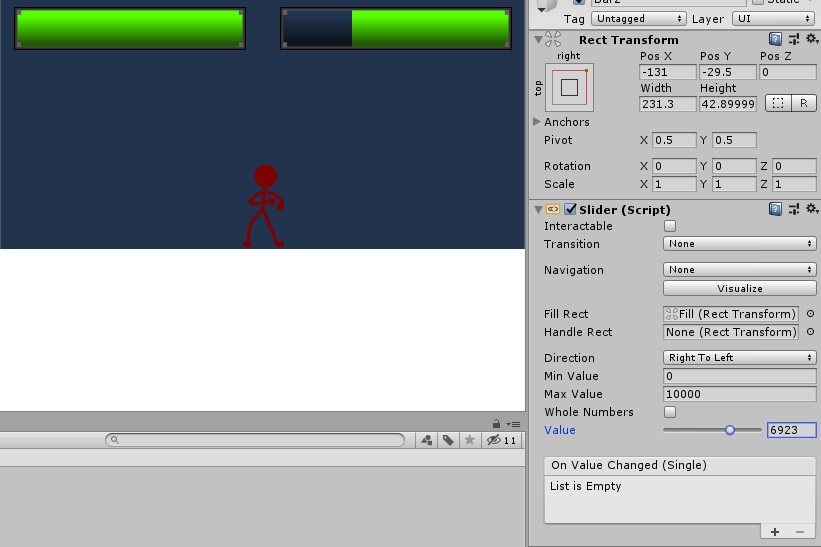 Tag Untagged Layer UI
Rect Transform
right Pos X Pos Y Pos Z
-131 -29.5 0
top
Width Height
231.3 42.89999 R
Anchors
Pivot X 0.5 Y 0.5
Rotation X 0 Y 0 Z 0
Scale X 1 Y 1 Z 1
Slider (Script)
Interactable
Transition None
Navigation None
Visualize
Fill Rect Fill (Rect Transform)
Handle Rect None (Rect Transform)
Direction Right To Left
Min Value 0
Max Value 10000
Whole Numbers
Value 6923
11
On Value Changed (Single)
List is Empty